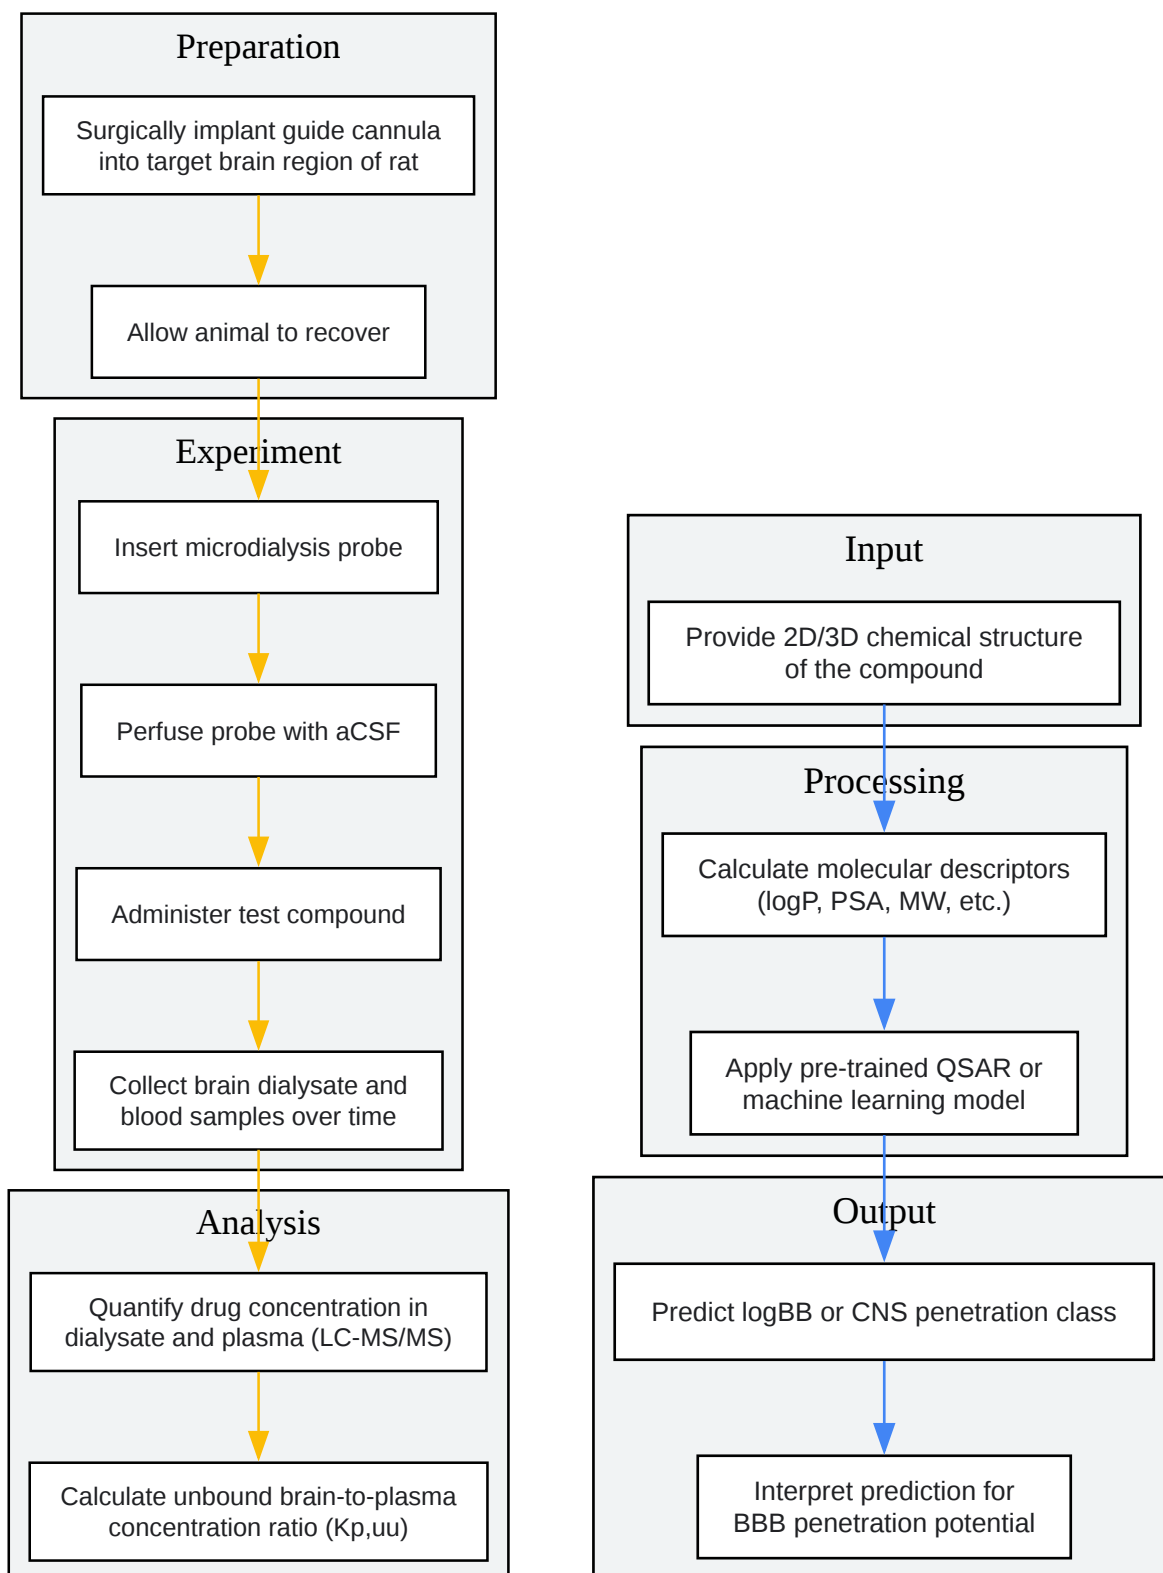 Preparation
Surgically implant guide cannula
into target brain region of rat
Allow animal to recover
Experiment
Insert microdialysis probe
Perfuse probe with aCSF
Administer test compound
Collect brain dialysate and
blood samples over time
Analysis
Quantify drug concentration in
dialysate and plasma (LC-MS/MS)
Calculate unbound brain-to-plasma
concentration ratio (Kp,uu)
Input
Provide 2D/3D chemical structure
of the compound
Processing
Calculate molecular descriptors
(logP, PSA, MW, etc.)
Apply pre-trained QSAR or
machine learning model
Output
Predict logBB or CNS penetration class
Interpret prediction for
BBB penetration potential